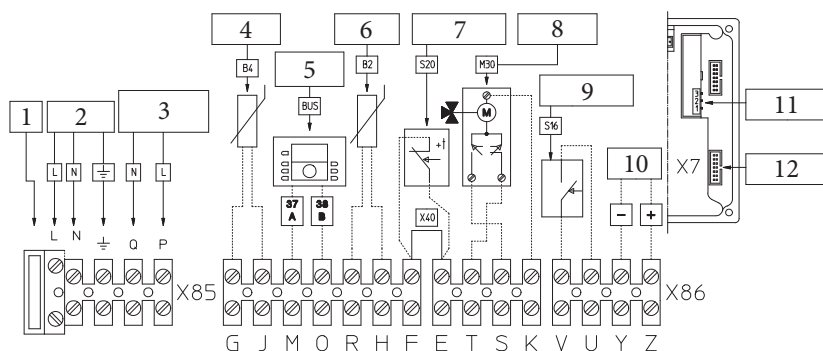 4
6
7
8
B4
5
B2
S20
M30
9
1
2
3
BUS
M
3
2
1
11
S16
+†
L
N
N
L
X7
12
10
37
A
38
B
−
+
X40
L
N
Q
P
X85
X86
G
J
M
O
R
H
F
E
T
S
K
V
U
Y
Z